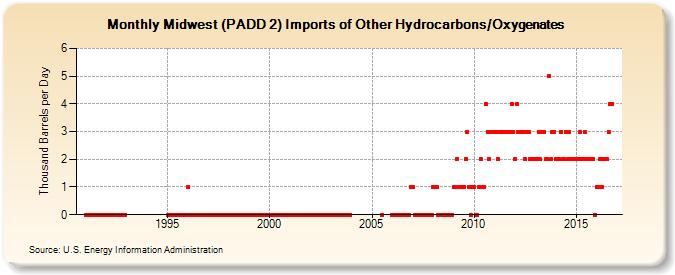 Monthly Midwest (PADD 2) Imports of Other Hydrocarbons/Oxygenates
Thousand Barrels per Day
6
5
4
3
2
1
0
1995 2000 2005 2010 2015
Source: U.S. Energy Information Administration